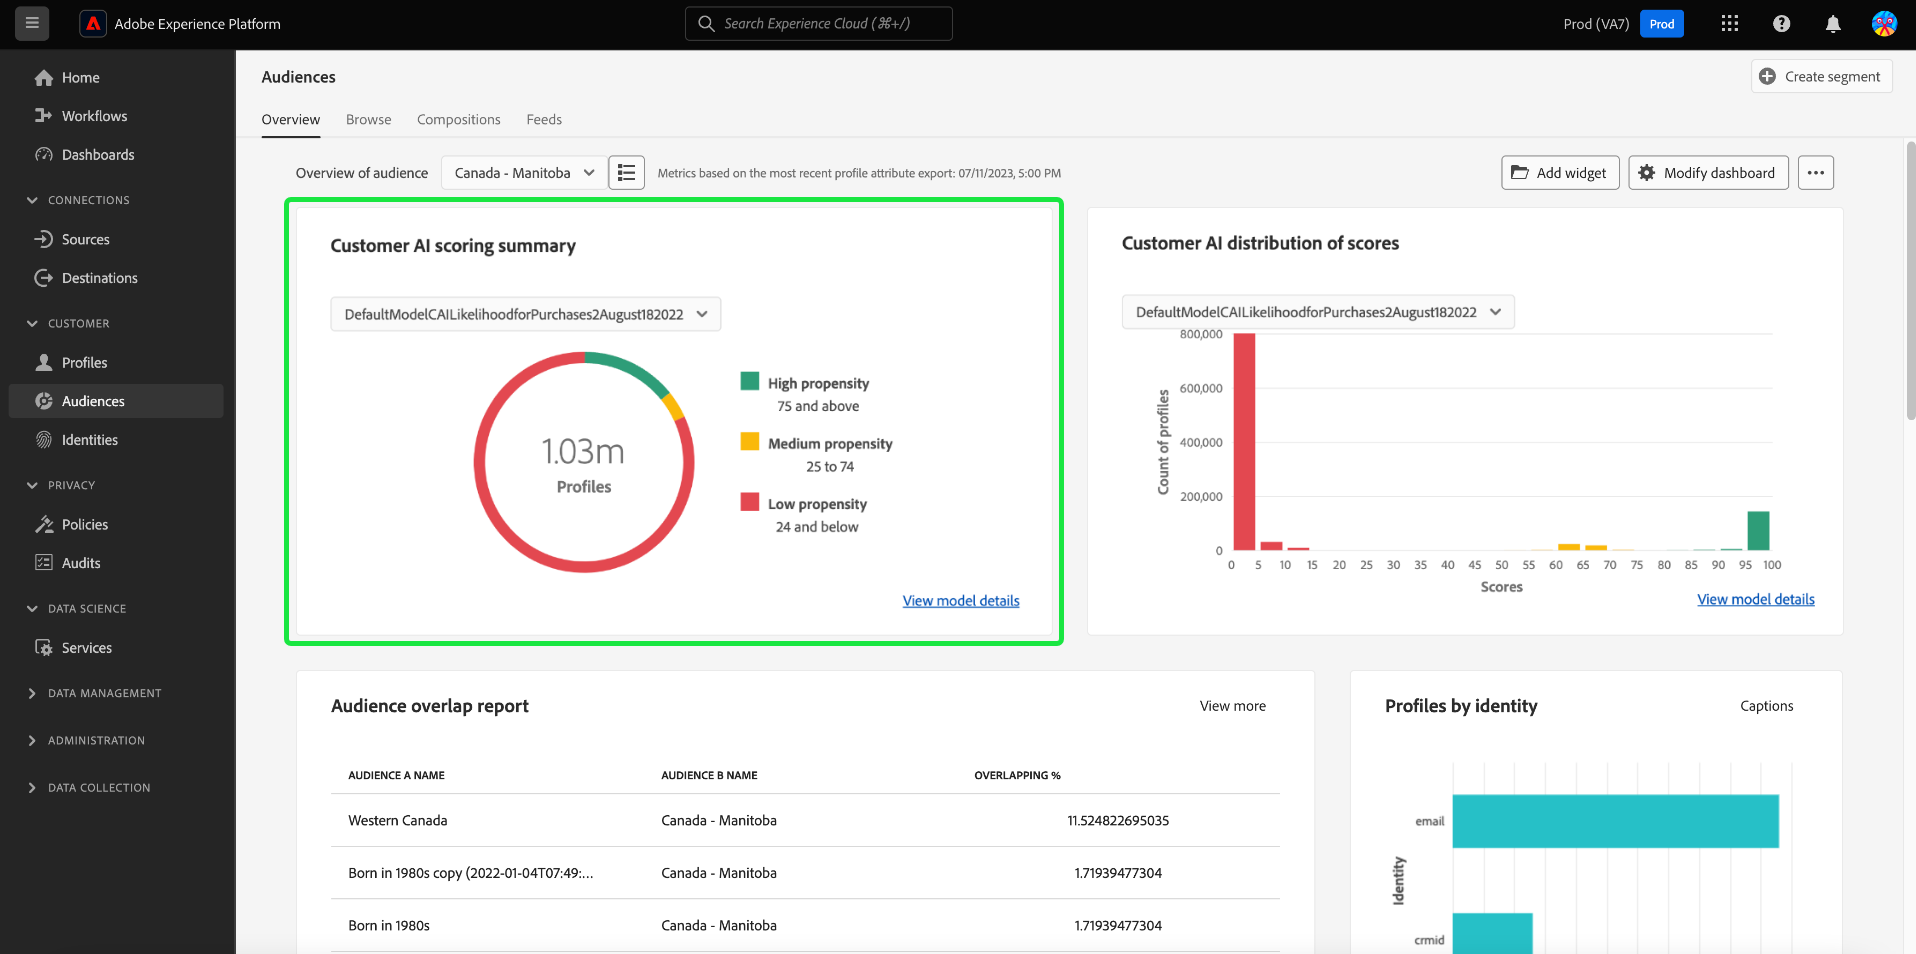 Adobe Experience Platform
Search Experience Cloud (⌘+/)
Prod (VA7)
Prod
Home
Workflows
Dashboards
CONNECTIONS
Sources
Destinations
CUSTOMER
Profiles
Audiences
Identities
PRIVACY
Policies
Audits
DATA SCIENCE
Services
DATA MANAGEMENT
ADMINISTRATION
DATA COLLECTION
Audiences
Create segment
Overview
Browse
Compositions
Feeds
Overview of audience
Canada - Manitoba
Metrics based on the most recent profile attribute export: 07/11/2023, 5:00 PM
Add widget
Modify dashboard
Customer AI scoring summary
DefaultModelCAILikelihoodforPurchases2August182022
1.03m
Profiles
High propensity
75 and above
Medium propensity
25 to 74
Low propensity
24 and below
View model details
Customer AI distribution of scores
DefaultModelCAILikelihoodforPurchases2August182022
Count of profiles
800,000
600,000
400,000
200,000
0
0 5 10 15 20 25 30 35 40 45 50 55 60 65 70 75 80 85 90 95 100
Scores
View model details
Audience overlap report
View more
AUDIENCE A NAME AUDIENCE B NAME OVERLAPPING %
Western Canada Canada - Manitoba 11.524822695035
Born in 1980s copy (2022-01-04T07:49:... Canada - Manitoba 1.71939477304
Born in 1980s Canada - Manitoba 1.71939477304
Profiles by identity
Captions
Identity
email
crmid